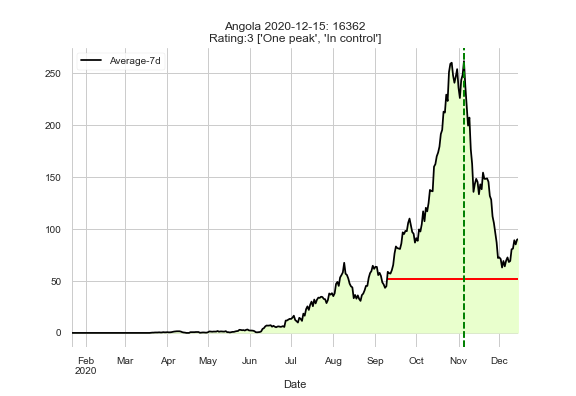 Angola 2020-12-15: 16362
Rating:3 ['One peak', 'In control']
Average-7d
250
200
150
100
50
0
Feb Mar Apr May Jun Jul Aug Sep Oct Nov Dec
2020
Date